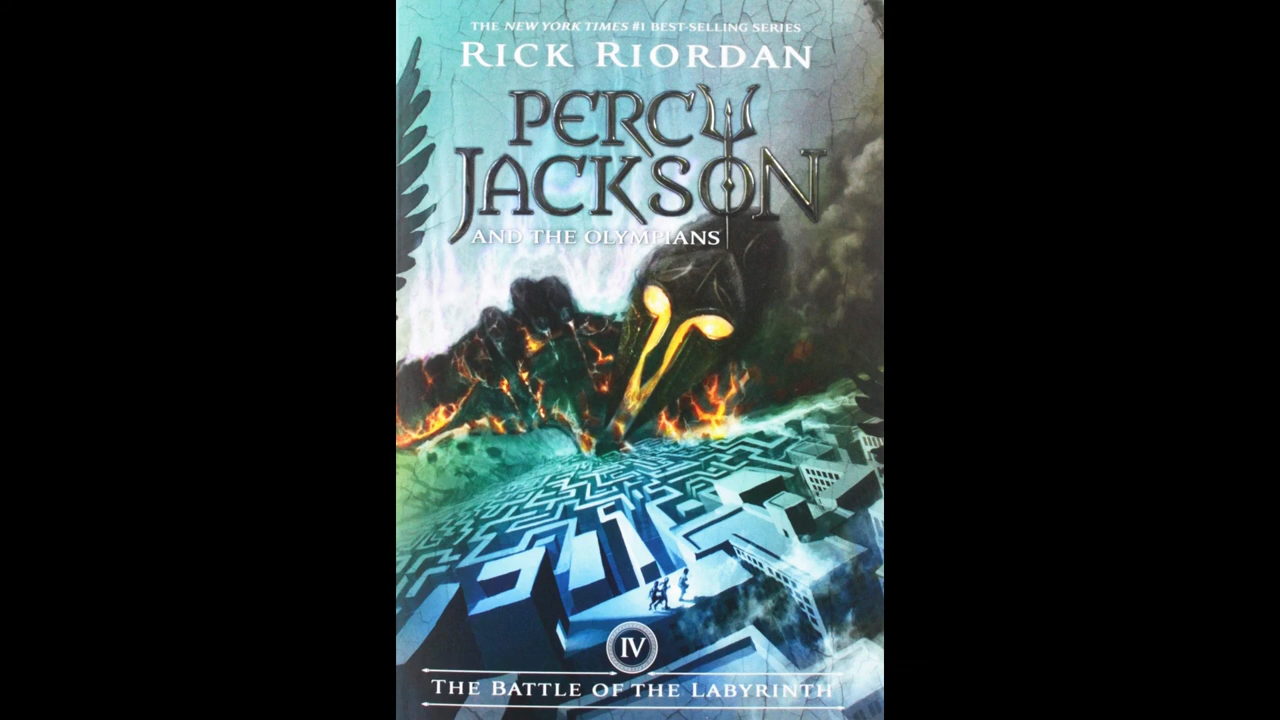 THE NEW YORK TIMES #1 BEST-SELLING SERIES
RICK RIORDAN
PERCY
JACKSON
AND THE OLYMPIANS
IV
THE BATTLE OF THE LABYRINTH